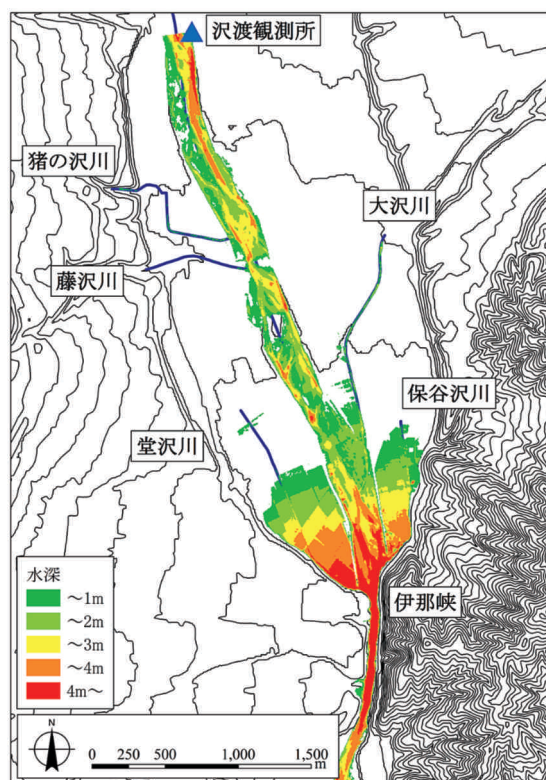 沢渡観測所
猪の沢川
大沢川
藤沢川
保谷沢川
堂沢川
伊那峡
水深
～1m
～2m
～3m
～4m
4m～
N
0 250 500 1,000 1,500
m